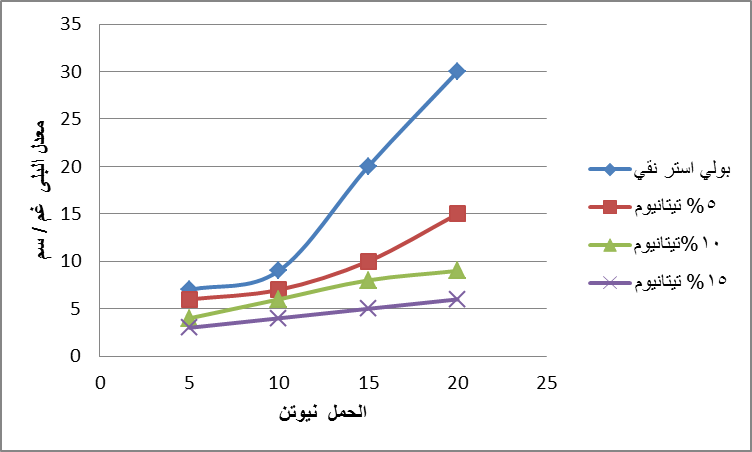 35
30
25
20
15
10
5
0
0 5 10 15 20 25
معدل البلى غم / سم
الحمل نيوتن
بولي استر نقي
٥% تيتانيوم
١٠%تيتانيوم
١٥% تيتانيوم